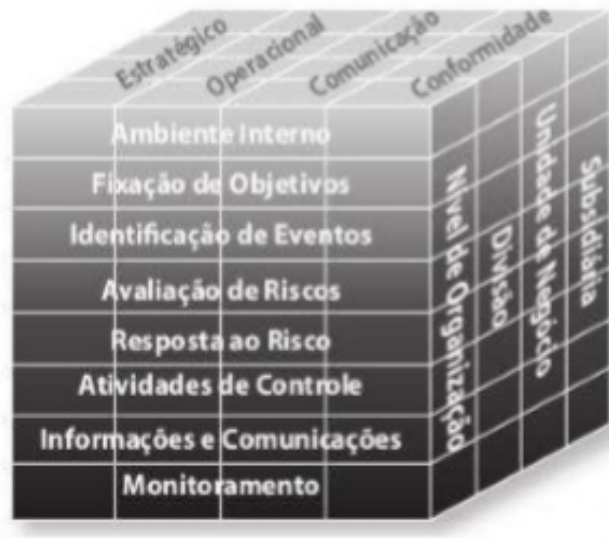 Estratégico
Operacional
Comunicação
Conformidade
Ambiente Interno
Fixação de Objetivos
Identificação de Eventos
Avaliação de Riscos
Resposta ao Risco
Atividades de Controle
Informações e Comunicações
Monitoramento
Nível de Organização
Divisão
Unidade de Negócio
Subsidiária